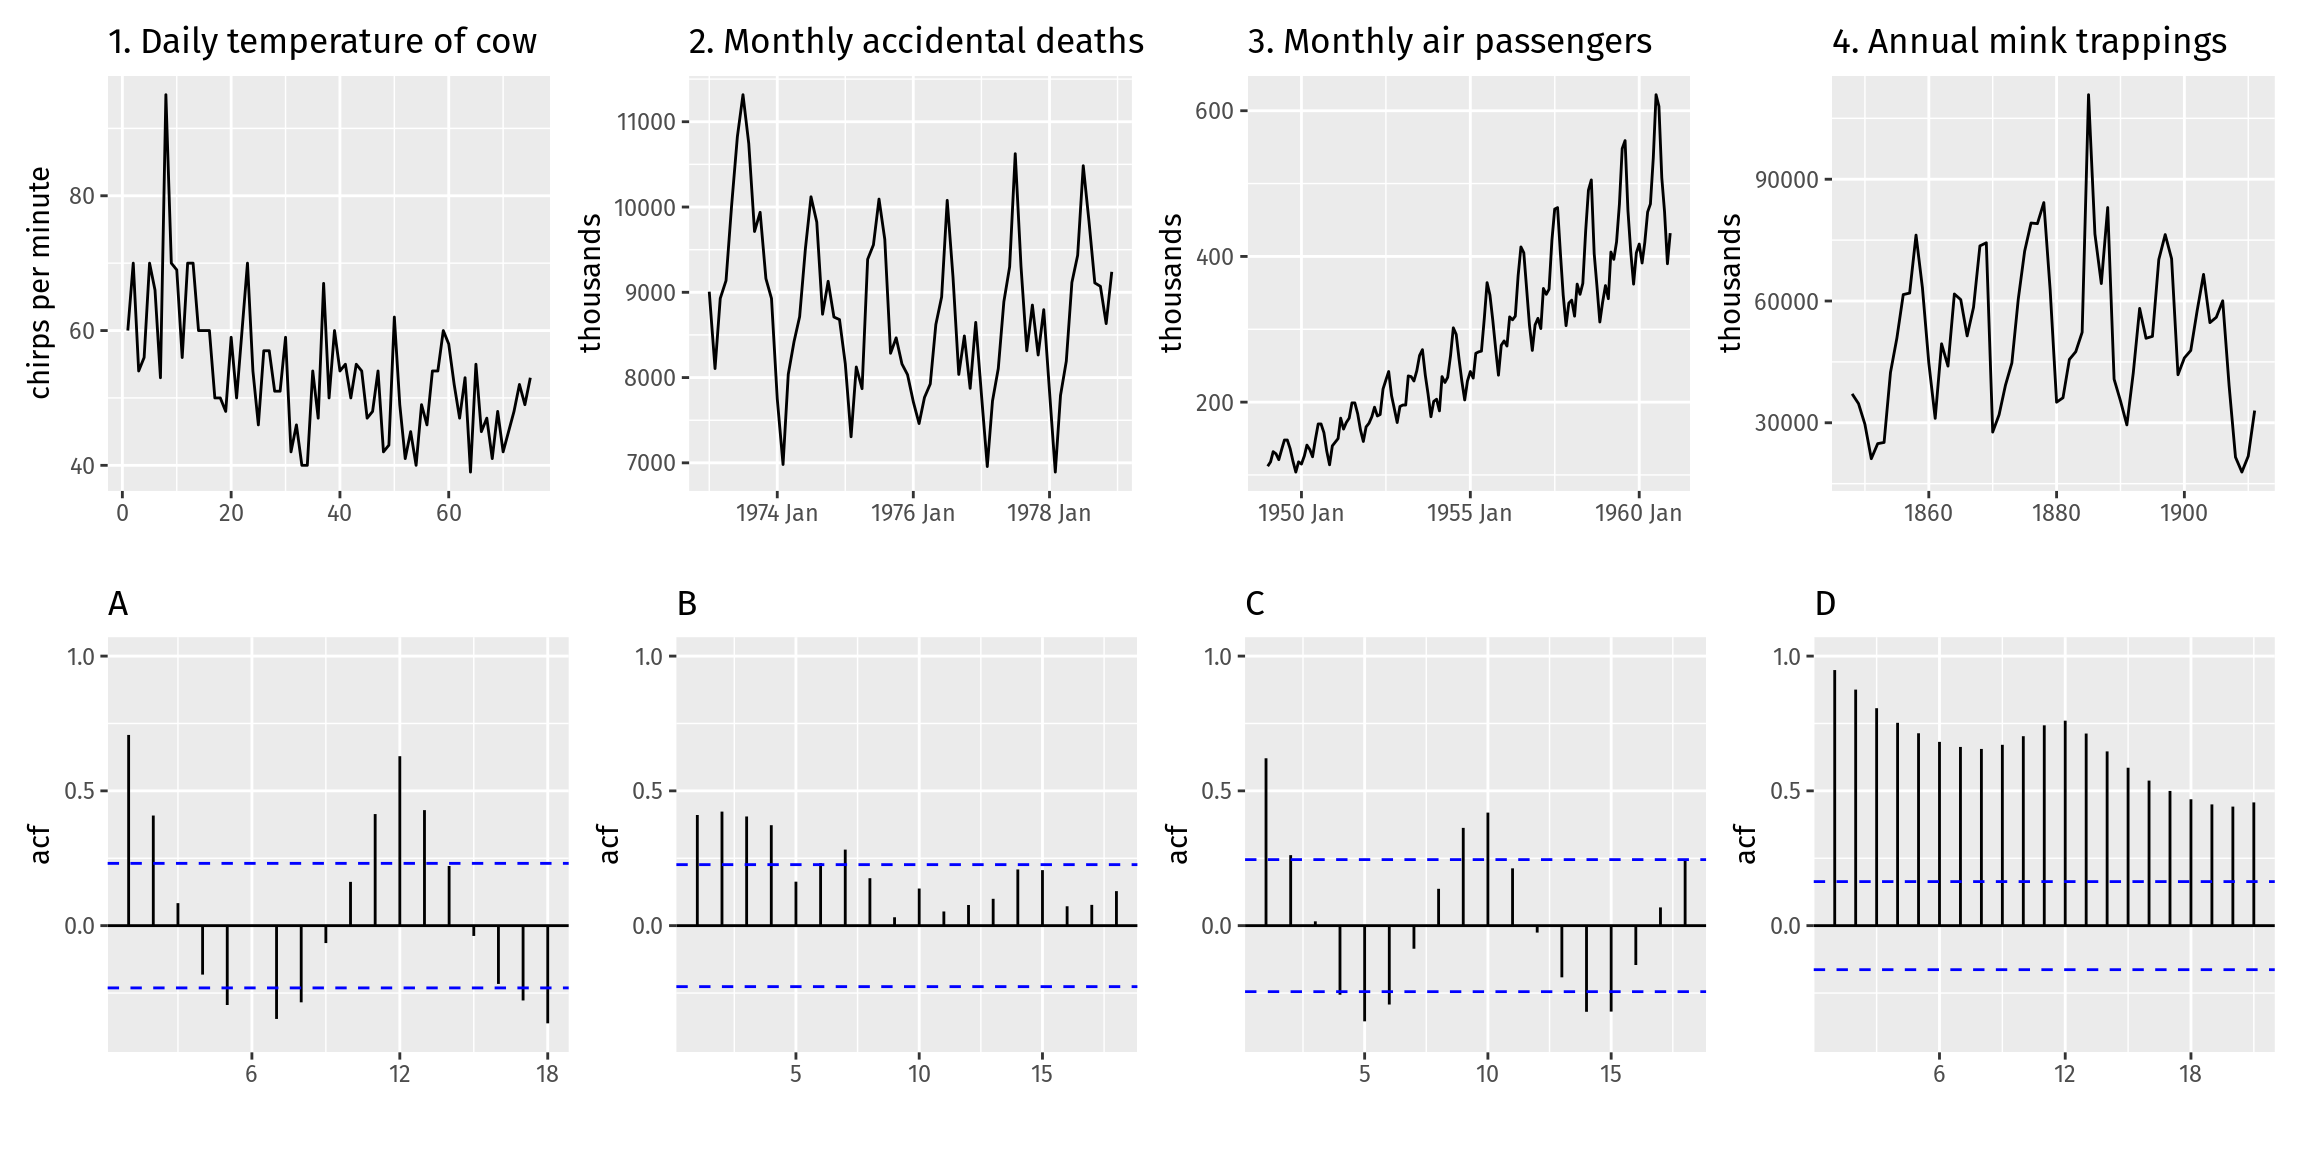 1. Daily temperature of cow
chirps per minute
80
60
40
0 20 40 60
2. Monthly accidental deaths
thousands
11000
10000
9000
8000
7000
1974 Jan 1976 Jan 1978 Jan
3. Monthly air passengers
thousands
600
400
200
1950 Jan 1955 Jan 1960 Jan
4. Annual mink trappings
thousands
90000
60000
30000
1860 1880 1900
A
acf
1.0
0.5
0.0
6 12 18
B
acf
1.0
0.5
0.0
5 10 15
C
acf
1.0
0.5
0.0
5 10 15
D
acf
1.0
0.5
0.0
6 12 18